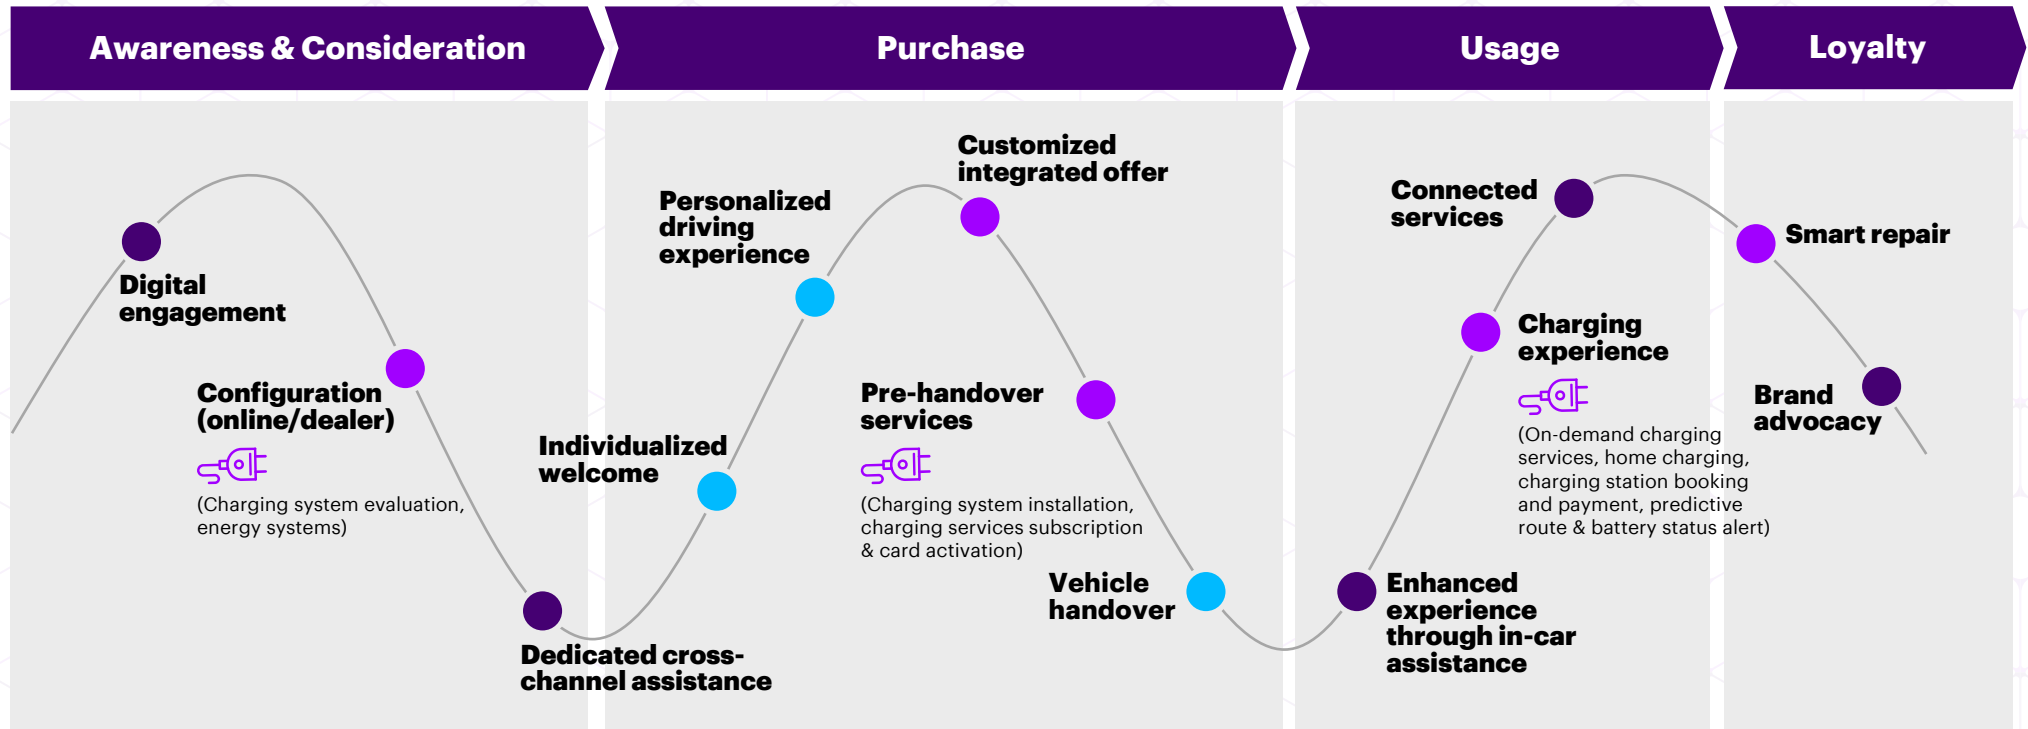 Awareness & Consideration
Purchase
Usage
Loyalty
Digital
engagement
Configuration
(online/dealer)
(Charging system evaluation,
energy systems)
Dedicated cross-
channel assistance
Individualized
welcome
Personalized
driving
experience
Customized
integrated offer
Pre-handover
services
(Charging system installation,
charging services subscription
& card activation)
Vehicle
handover
Enhanced
experience
through in-car
assistance
Charging
experience
(On-demand charging
services, home charging,
charging station booking
and payment, predictive
route & battery status alert)
Connected
services
Smart repair
Brand
advocacy